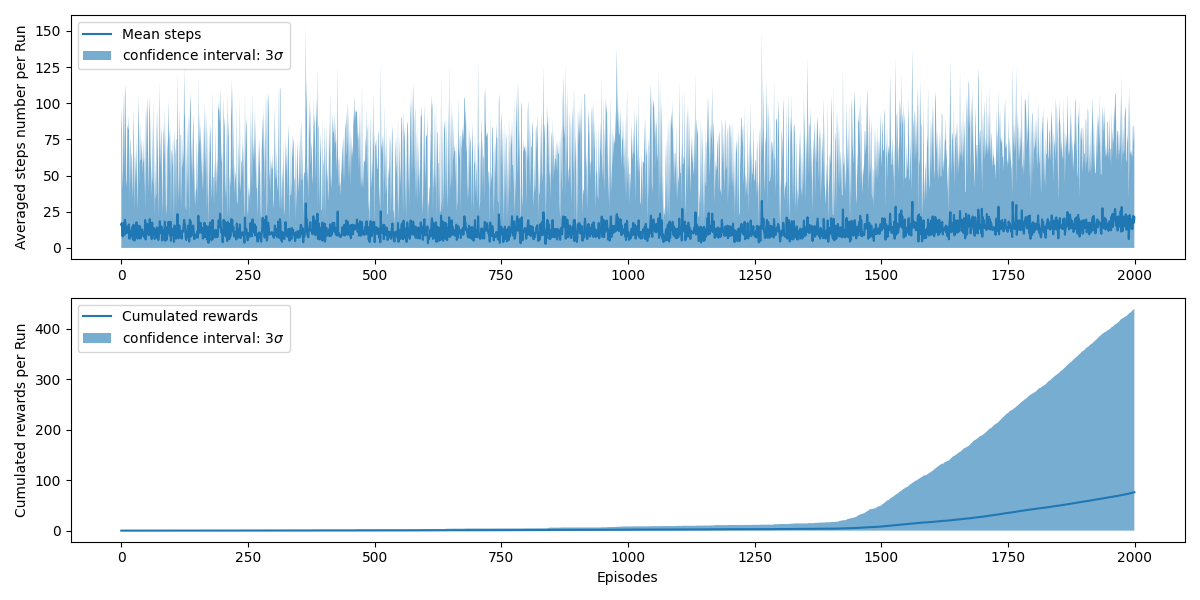 Averaged steps number per Run
150
125
100
75
50
25
0
Mean steps
confidence interval: 3σ
0 250 500 750 1000 1250 1500 1750 2000
Cumulated rewards per Run
400
300
200
100
0
Cumulated rewards
confidence interval: 3σ
0 250 500 750 1000 1250 1500 1750 2000
Episodes